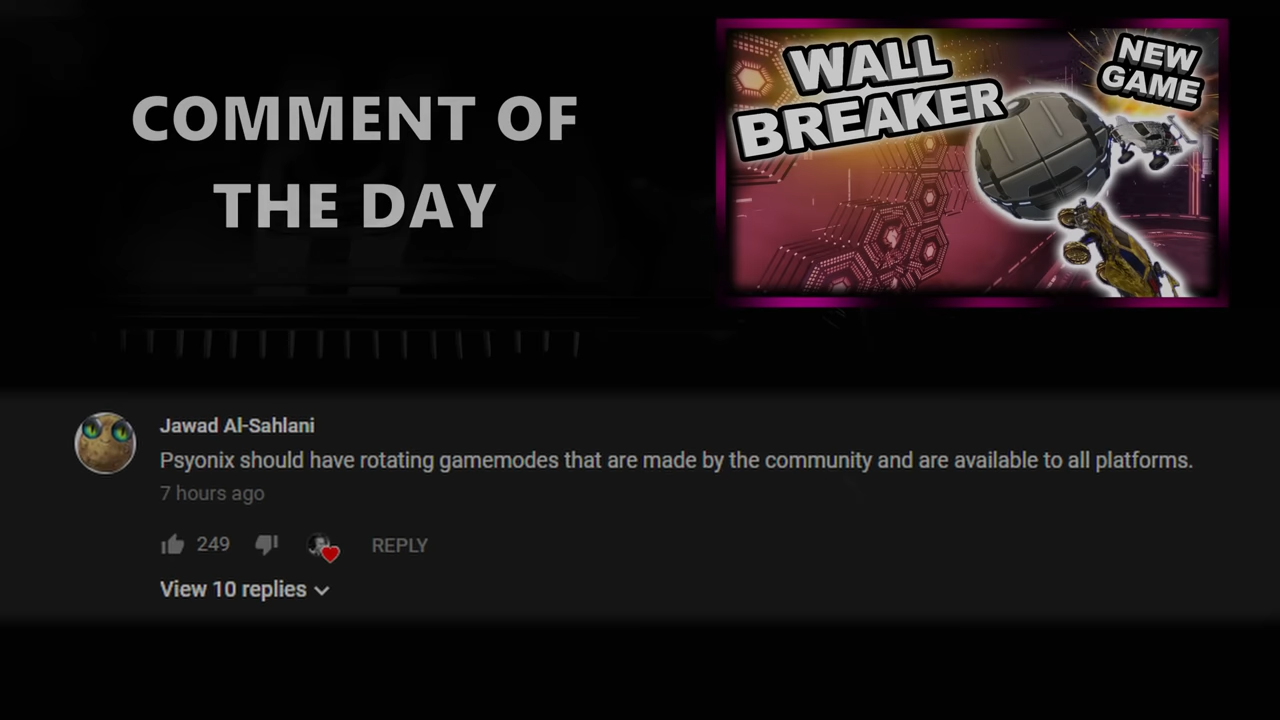 COMMENT OF
THE DAY
WALL
BREAKER
NEW
GAME
Jawad Al-Sahlani
Psyonix should have rotating gamemodes that are made by the community and are available to all platforms.
7 hours ago
249
REPLY
View 10 replies